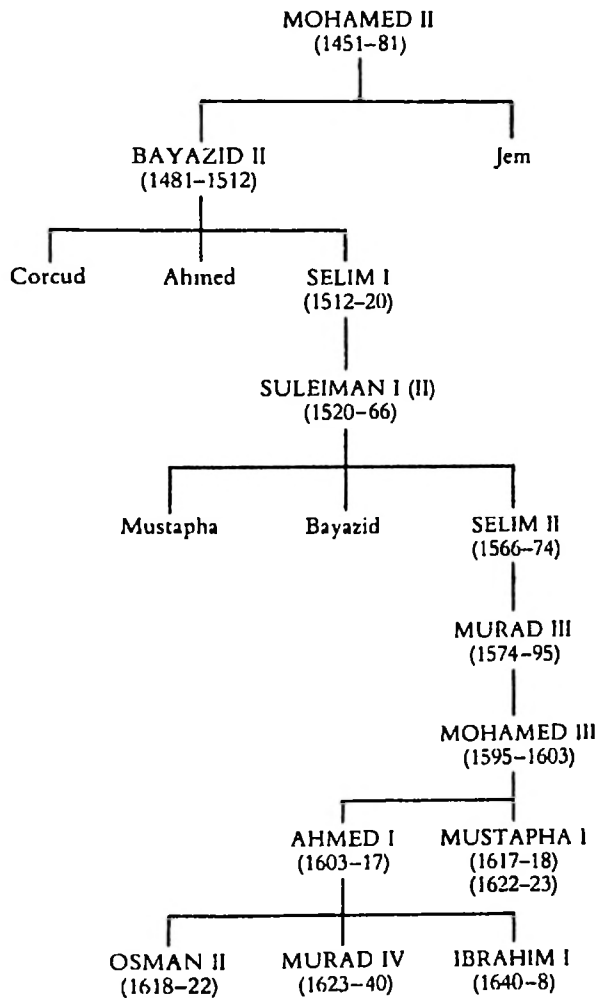 MOHAMED II
(1451–81)
BAYAZID II
(1481–1512)
Jem
Corcud
Ahmed
SELIM I
(1512–20)
SULEIMAN I (II)
(1520–66)
Mustapha
Bayazid
SELIM II
(1566–74)
MURAD III
(1574–95)
MOHAMED III
(1595–1603)
AHMED I
(1603–17)
MUSTAPHA I
(1617–18)
(1622–23)
OSMAN II
(1618–22)
MURAD IV
(1623–40)
IBRAHIM I
(1640–8)